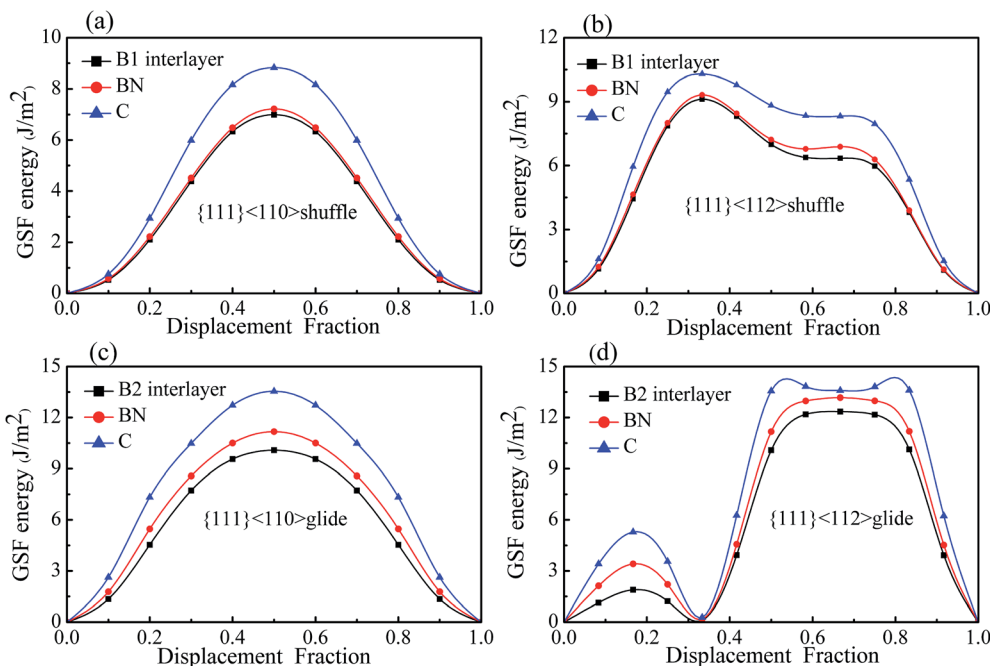 (a)
10
8
6
4
2
0
GSF energy (J/m²)
B1 interlayer
BN
C
{111}<110>shuffle
0.0 0.2 0.4 0.6 0.8 1.0
Displacement Fraction
(b)
12
9
6
3
0
GSF energy (J/m²)
B1 interlayer
BN
C
{111}<112>shuffle
0.0 0.2 0.4 0.6 0.8 1.0
Displacement Fraction
(c)
15
12
9
6
3
0
GSF energy (J/m²)
B2 interlayer
BN
C
{111}<110>glide
0.0 0.2 0.4 0.6 0.8 1.0
Displacement Fraction
(d)
15
12
9
6
3
0
GSF energy (J/m²)
B2 interlayer
BN
C
{111}<112>glide
0.0 0.2 0.4 0.6 0.8 1.0
Displacement Fraction